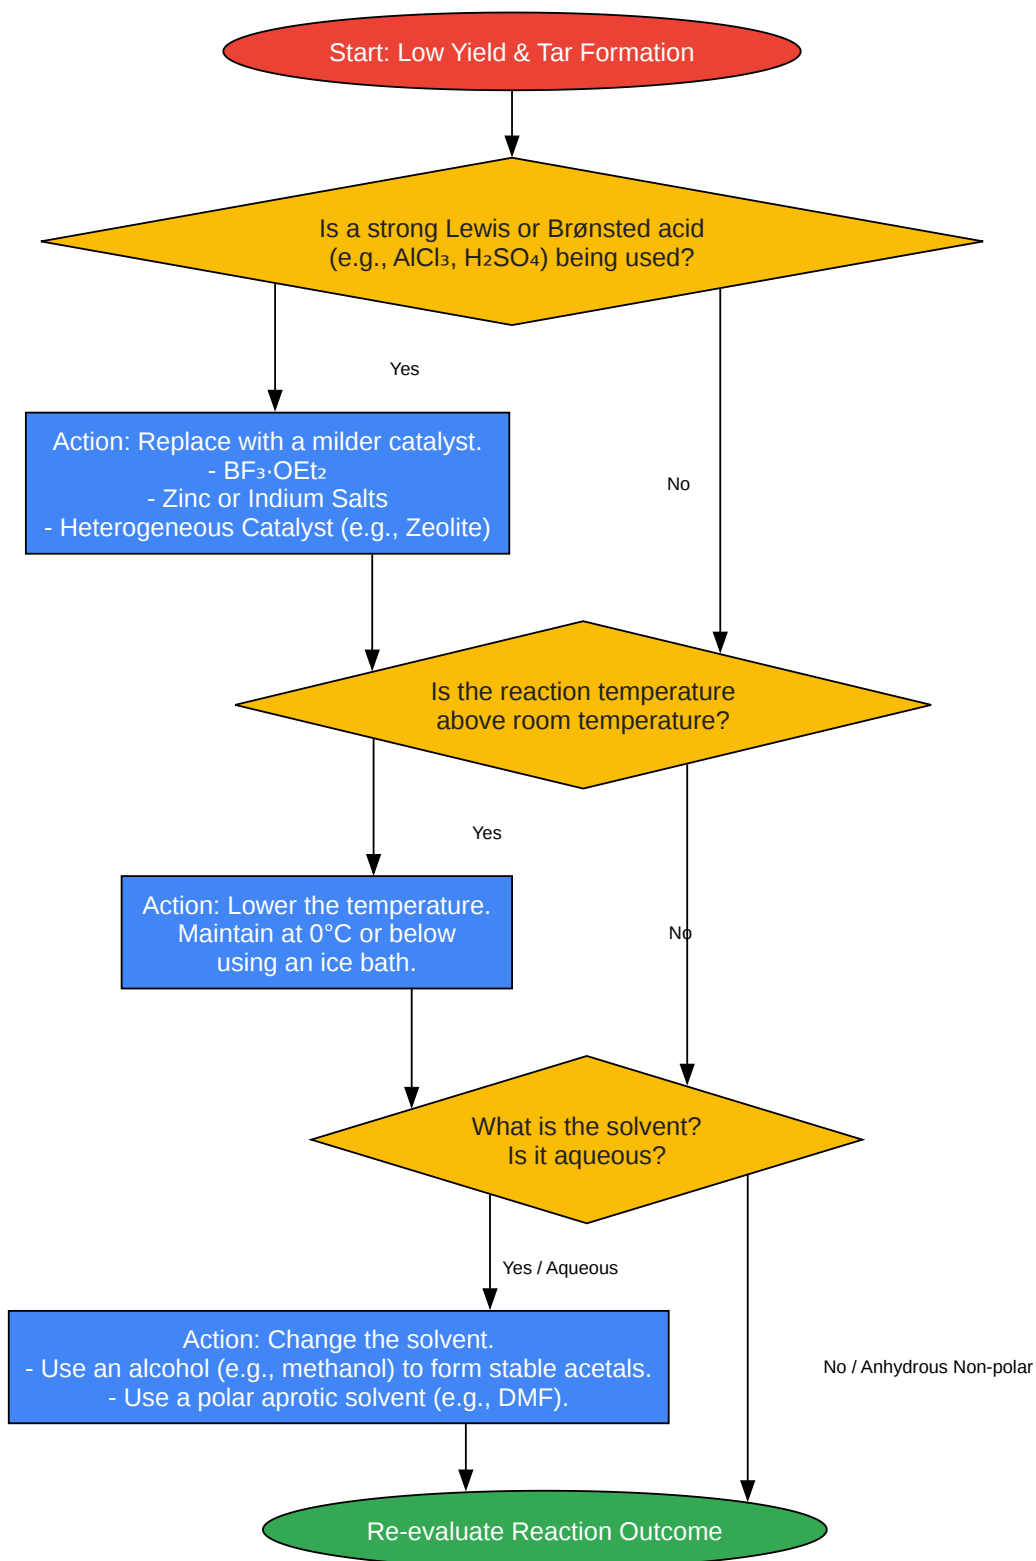 Start: Low Yield & Tar Formation
Is a strong Lewis or Brønsted acid
(e.g., AlCl₃, H₂SO₄) being used?
Yes
Action: Replace with a milder catalyst.
- BF₃·OEt₂
- Zinc or Indium Salts
- Heterogeneous Catalyst (e.g., Zeolite)
No
Is the reaction temperature
above room temperature?
Yes
Action: Lower the temperature.
Maintain at 0°C or below
using an ice bath.
No
What is the solvent?
Is it aqueous?
Yes / Aqueous
Action: Change the solvent.
- Use an alcohol (e.g., methanol) to form stable acetals.
- Use a polar aprotic solvent (e.g., DMF).
No / Anhydrous Non-polar
Re-evaluate Reaction Outcome